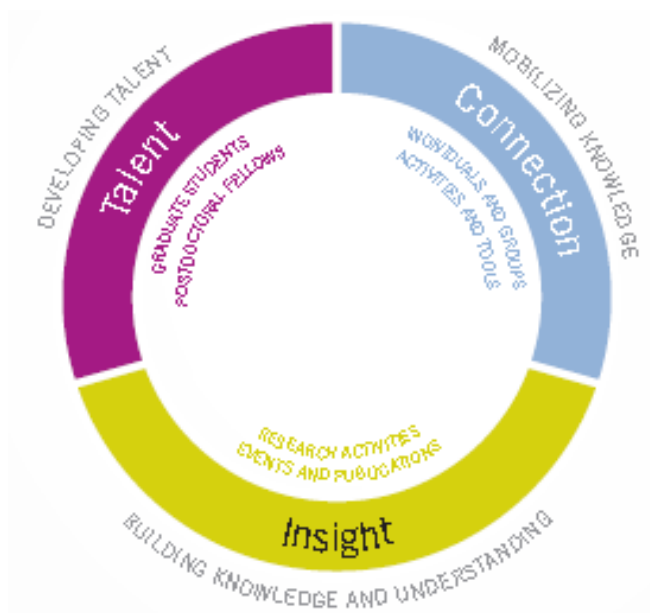 DEVELOPING TALENT
Talent
GRADUATE STUDENTS
POSTDOCTORAL FELLOWS
MOBILIZING KNOWLEDGE
Connection
INDIVIDUALS AND GROUPS
ACTIVITIES AND TOOLS
RESEARCH ACTIVITIES
EVENTS AND PUBLICATIONS
Insight
BUILDING KNOWLEDGE AND UNDERSTANDING